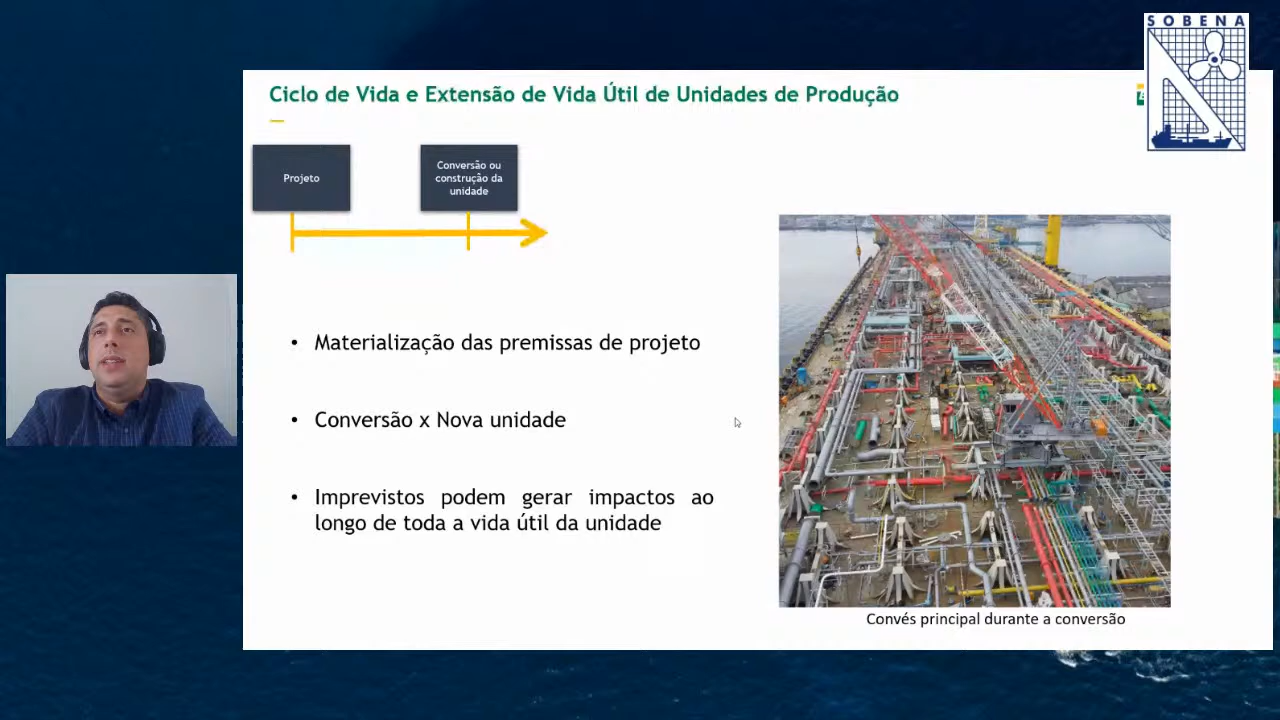 SOBENA
Ciclo de Vida e Extensão de Vida Útil de Unidades de Produção
Projeto
Conversão ou
construção da
unidade
• Materialização das premissas de projeto
• Conversão x Nova unidade
• Imprevistos podem gerar impactos ao
longo de toda a vida útil da unidade
Convés principal durante a conversão